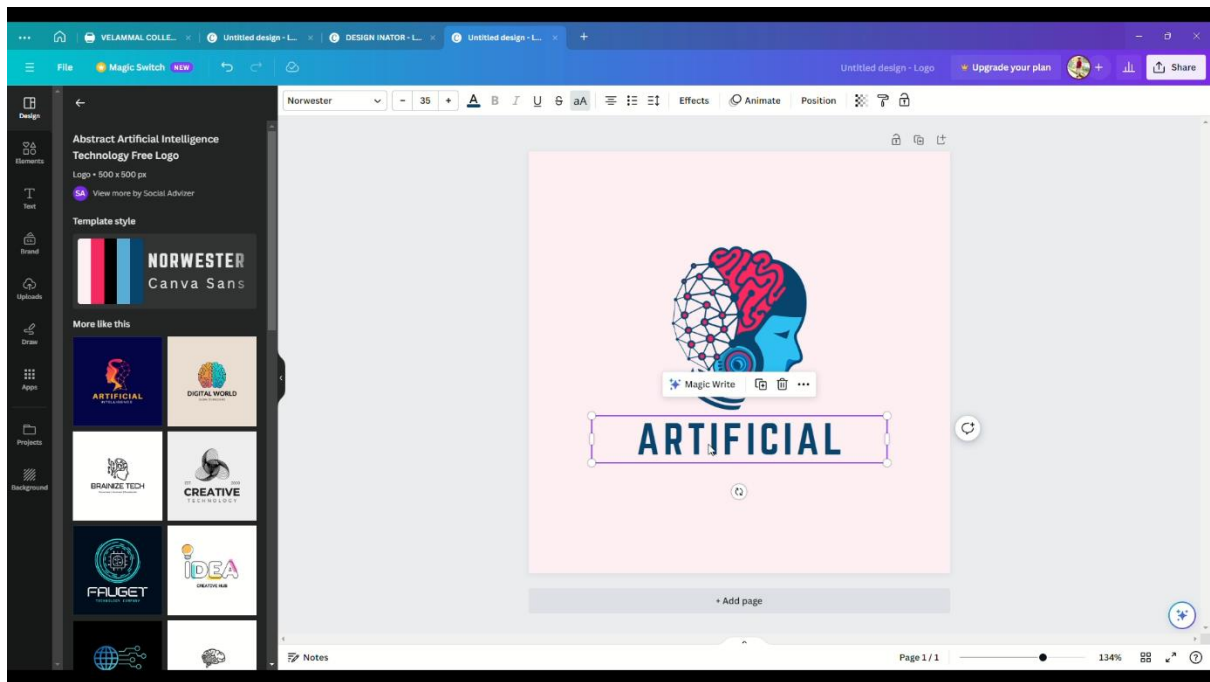 VELAMMAL COLLE...
Untitled design - L...
DESIGN INATOR - L...
Untitled design - L...
File
Magic Switch
NEW
Untitled design - Logo
Upgrade your plan
Share
Design
Elements
Text
Brand
Uploads
Draw
Apps
Projects
Background
Abstract Artificial Intelligence
Technology Free Logo
Logo • 500 x 500 px
SA
View more by Social Advizer
Template style
NORWESTER
Canva Sans
More like this
ARTIFICIAL
INTELLIGENCE
DIGITAL WORLD
BRAINIZE TECH
CREATIVE
TECHNOLOGY
FAUGET
TECHNOLOGY COMPANY
IDEA
CREATIVE HUB
Norwester
- 35 +
A B I U S aA
Effects
Animate
Position
Magic Write
ARTIFICIAL
+ Add page
Notes
Page 1 / 1
134%